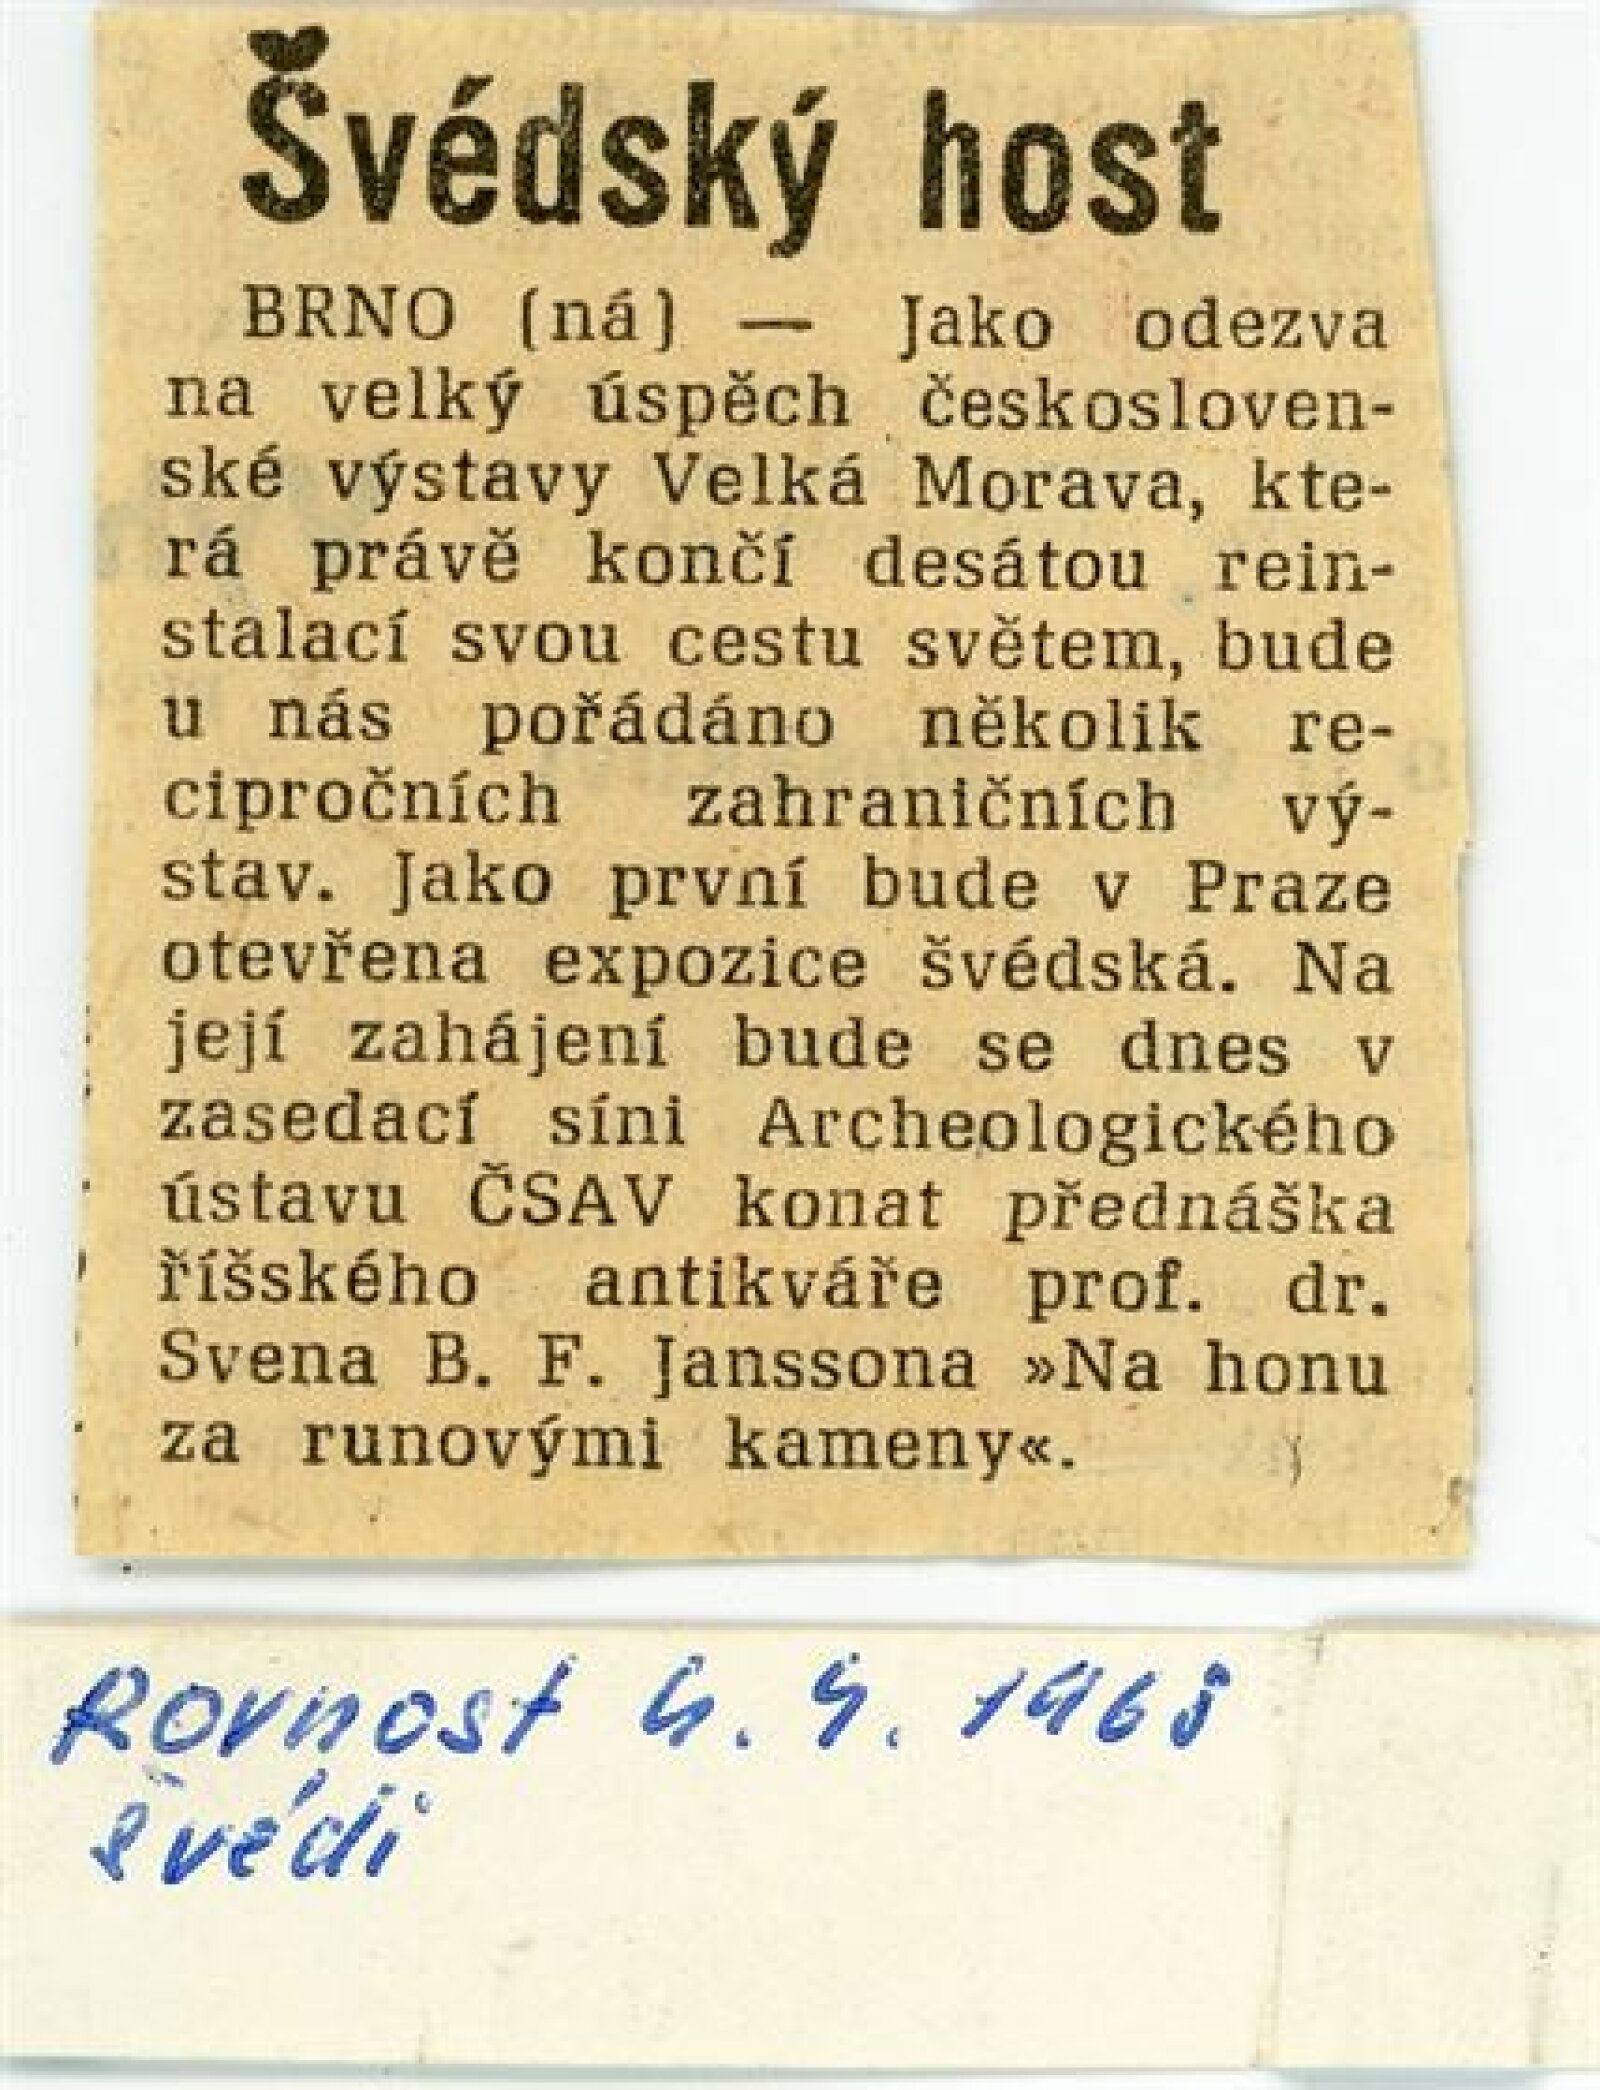 Švédský host
BRNO (ná) — Jako odezva
na velký úspěch českosloven-
ské výstavy Velká Morava, kte-
rá právě končí desátou rein-
stalací svou cestu světem, bude
u nás pořádáno několik re-
cipročních zahraničních vý-
stav. Jako první bude v Praze
otevřena expozice švédská. Na
její zahájení bude se dnes v
zasedací síni Archeologického
ústavu ČSAV konat přednáška
říšského antikváře prof. dr.
Svena B. F. Janssona »Na honu
za runovými kameny«.
Rovnost 4. 4. 1968
švédi